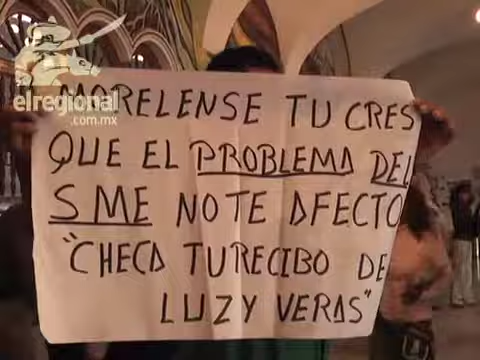 elregional
.com.mx
MORELENSE TU CRES
QUE EL PROBLEMA DEL
SME NO TE AFECTO
"CHECA TU RECIBO DE
LUZ Y VERAS"